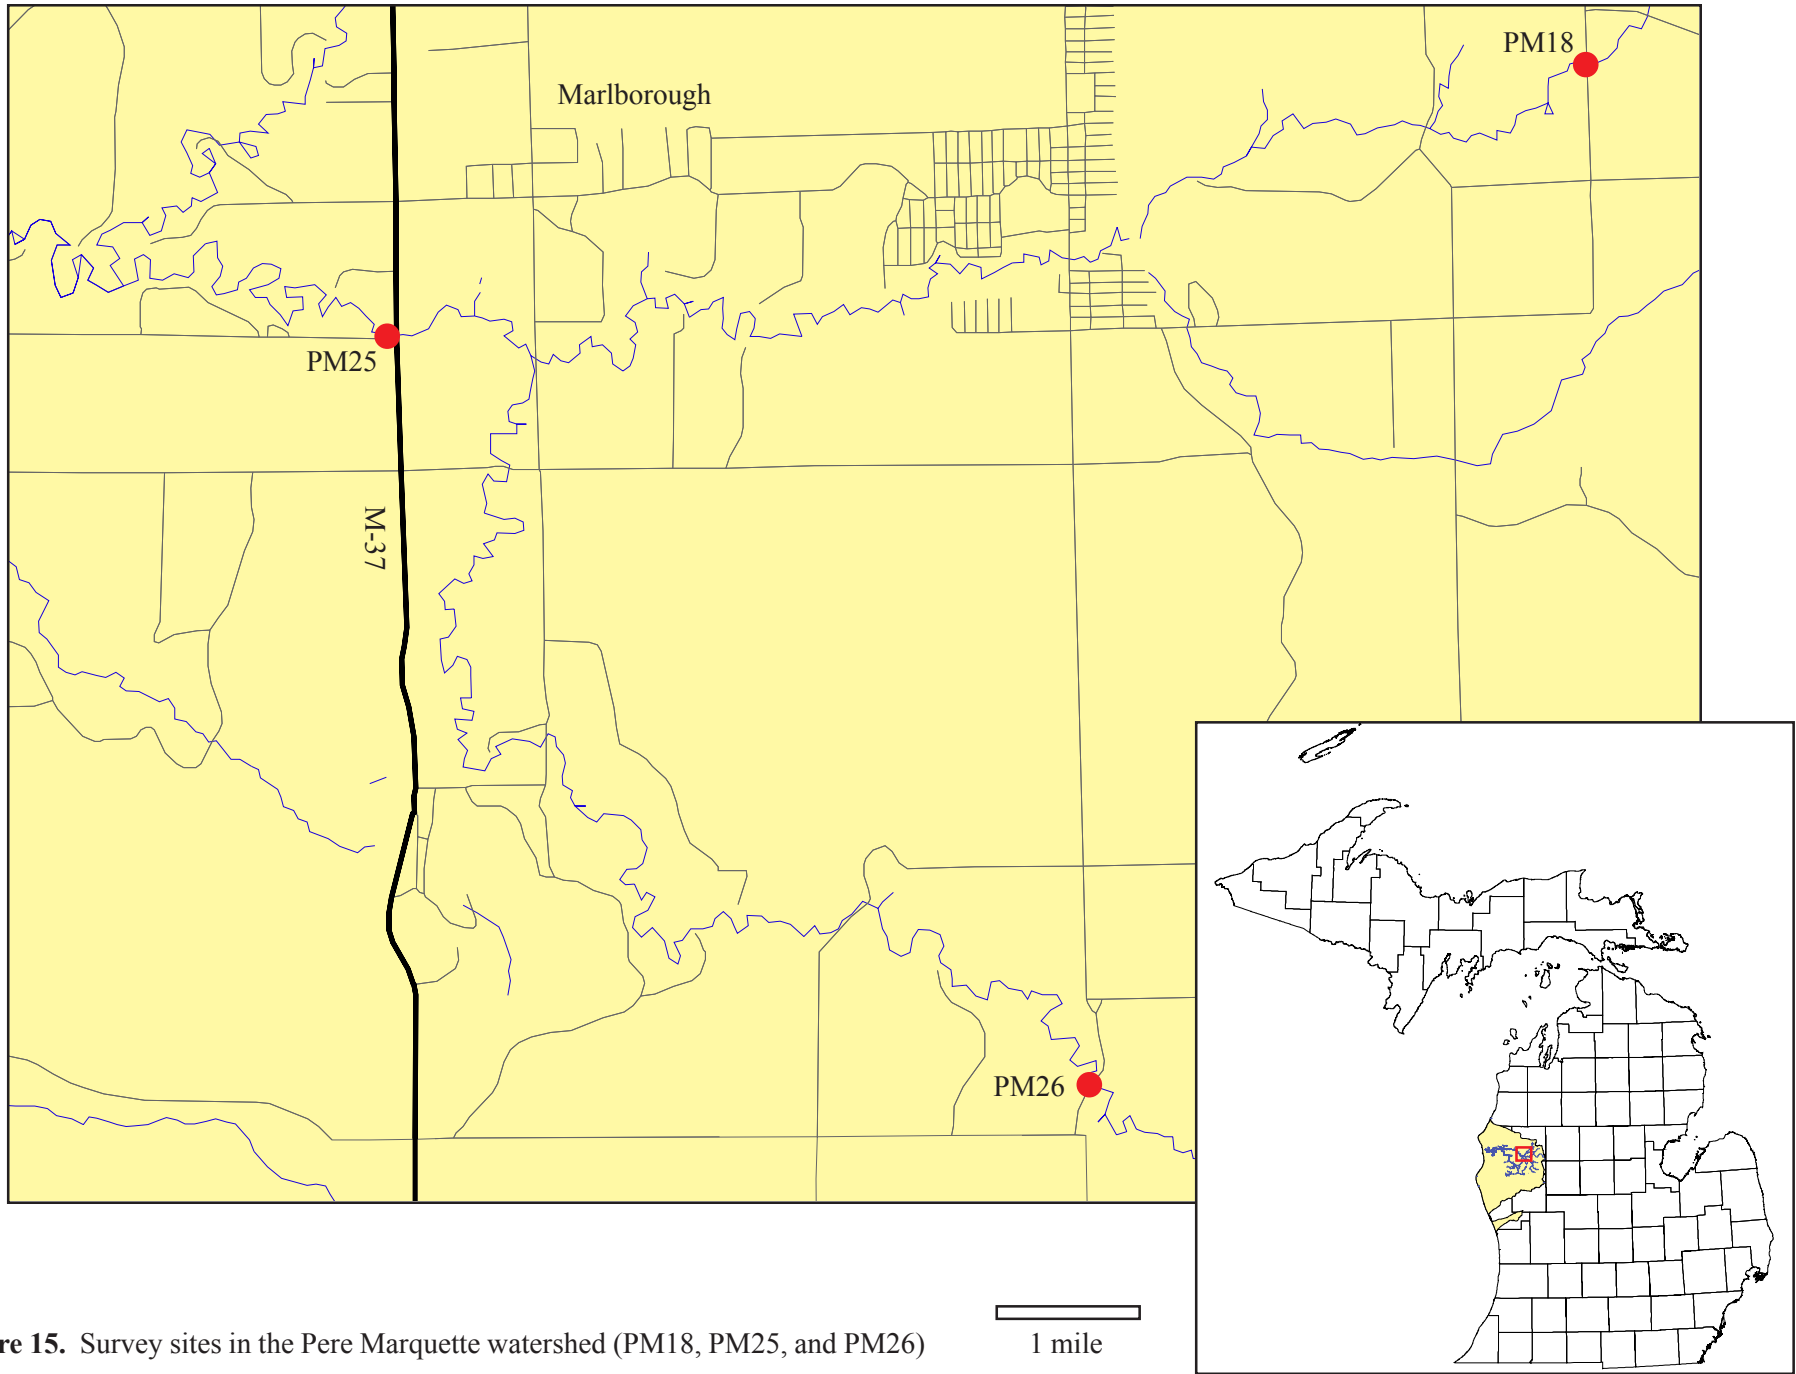 PM18
Marlborough
PM25
M-37
PM26
re 15. Survey sites in the Pere Marquette watershed (PM18, PM25, and PM26)
1 mile